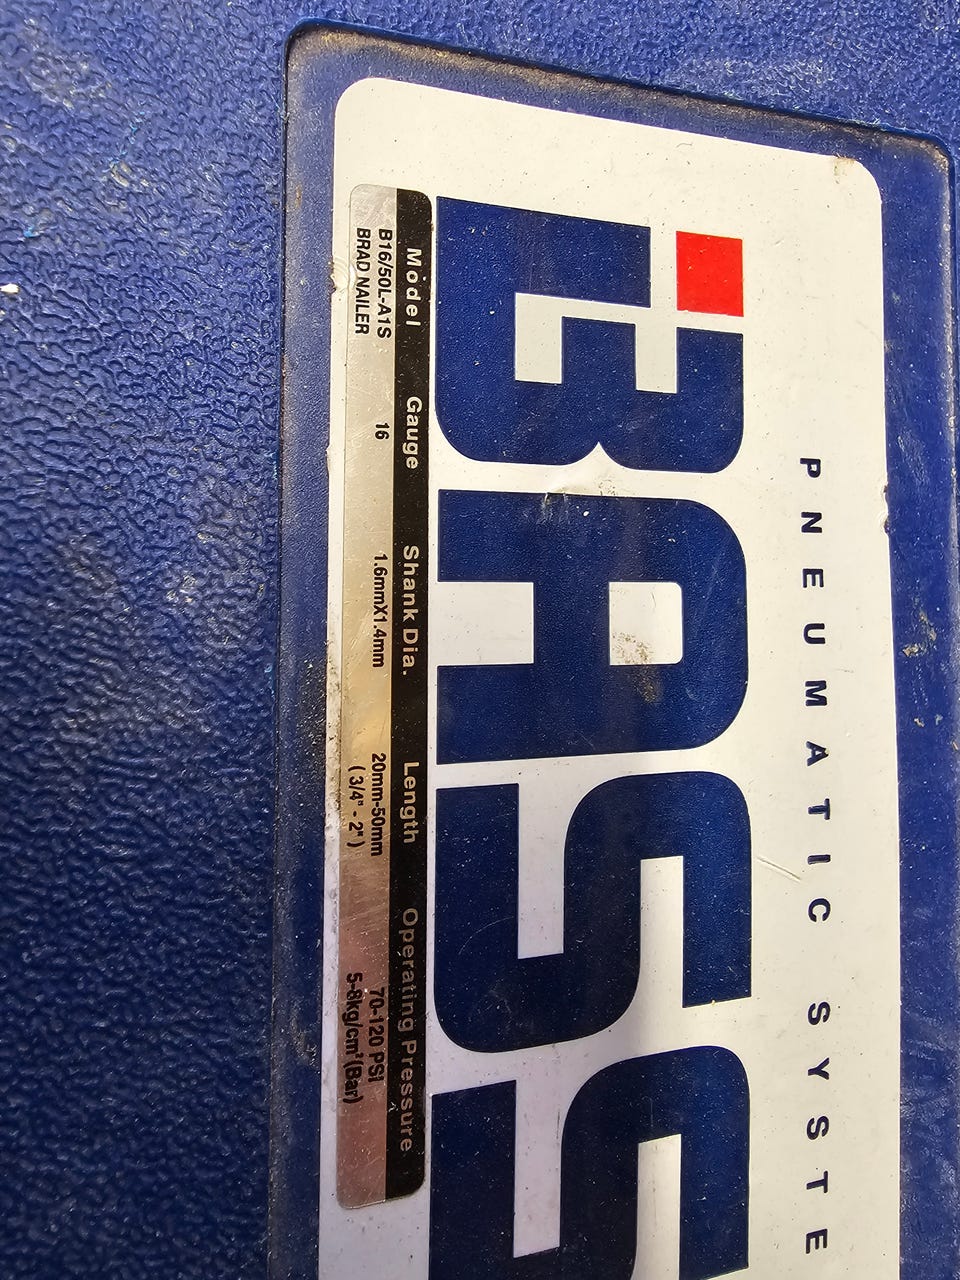 PNEUMATIC SYSTE
BASS
Model Gauge Shank Dia. Length Operating Pressure
B16/50L-A1S 16 1.6mmX1.4mm 20mm-50mm 70-120 PSI
BRAD NAILER ( 3/4" - 2" ) 5-8kg/cm²(Bar)